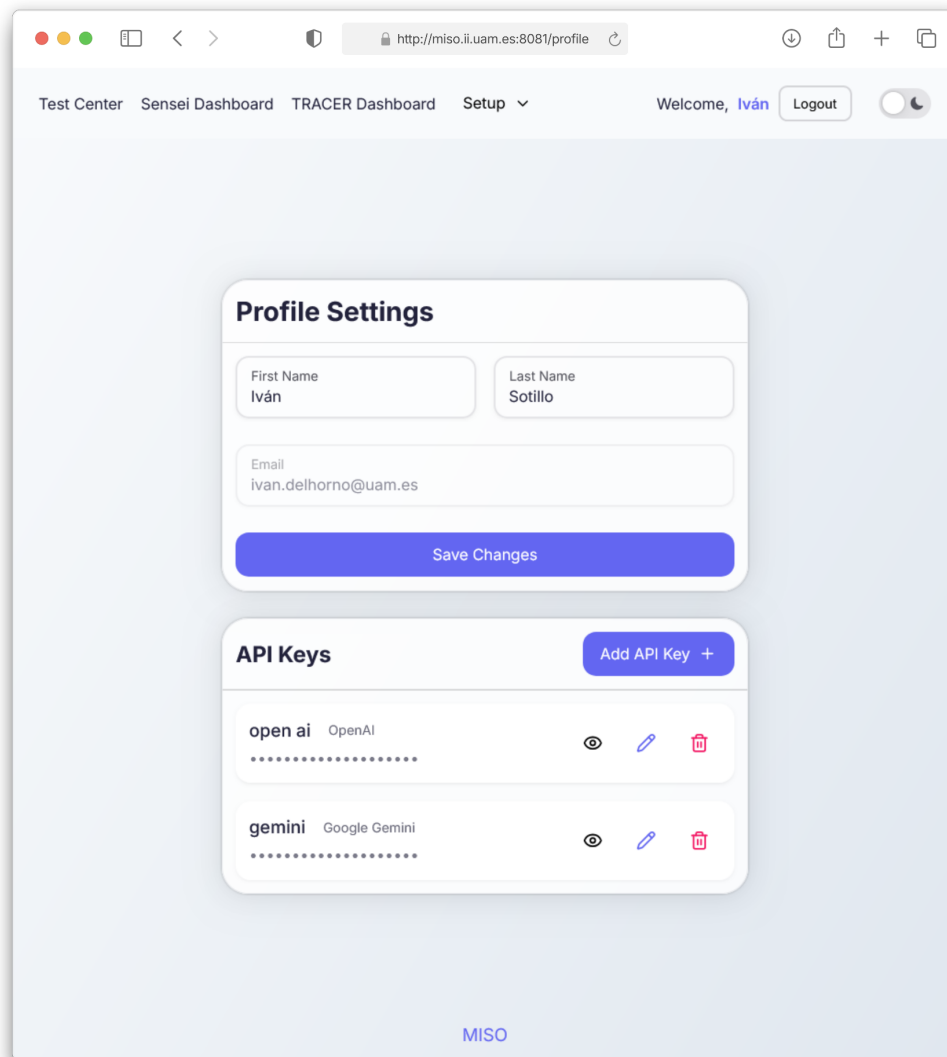 http://miso.ii.uam.es:8081/profile
Test Center Sensei Dashboard TRACER Dashboard Setup Welcome, Iván Logout
Profile Settings
First Name Last Name
Iván Sotillo
Email
ivan.delhorno@uam.es
Save Changes
API Keys Add API Key +
open ai OpenAI
••••••••••••••••••••
gemini Google Gemini
••••••••••••••••••••
MISO